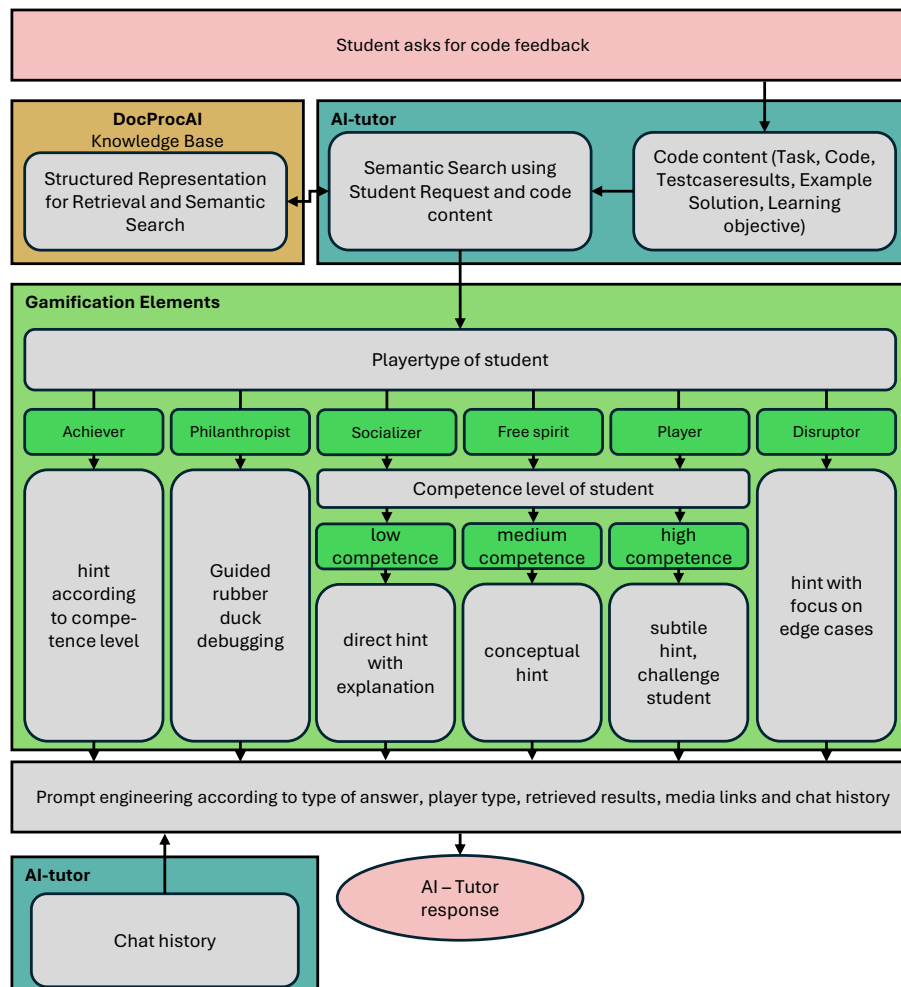 Student asks for code feedback
DocProcAI
Knowledge Base
Structured Representation
for Retrieval and Semantic
Search
AI-tutor
Semantic Search using
Student Request and code
content
Code content (Task, Code,
Testcaseresults, Example
Solution, Learning
objective)
Gamification Elements
Playertype of student
Achiever
Philanthropist
Socializer
Free spirit
Player
Disruptor
Competence level of student
low
competence
medium
competence
high
competence
hint
according
to compe-
tence level
Guided
rubber
duck
debugging
direct hint
with
explanation
conceptual
hint
subtile
hint,
challenge
student
hint with
focus on
edge cases
Prompt engineering according to type of answer, player type, retrieved results, media links and chat history
AI-tutor
Chat history
AI – Tutor
response